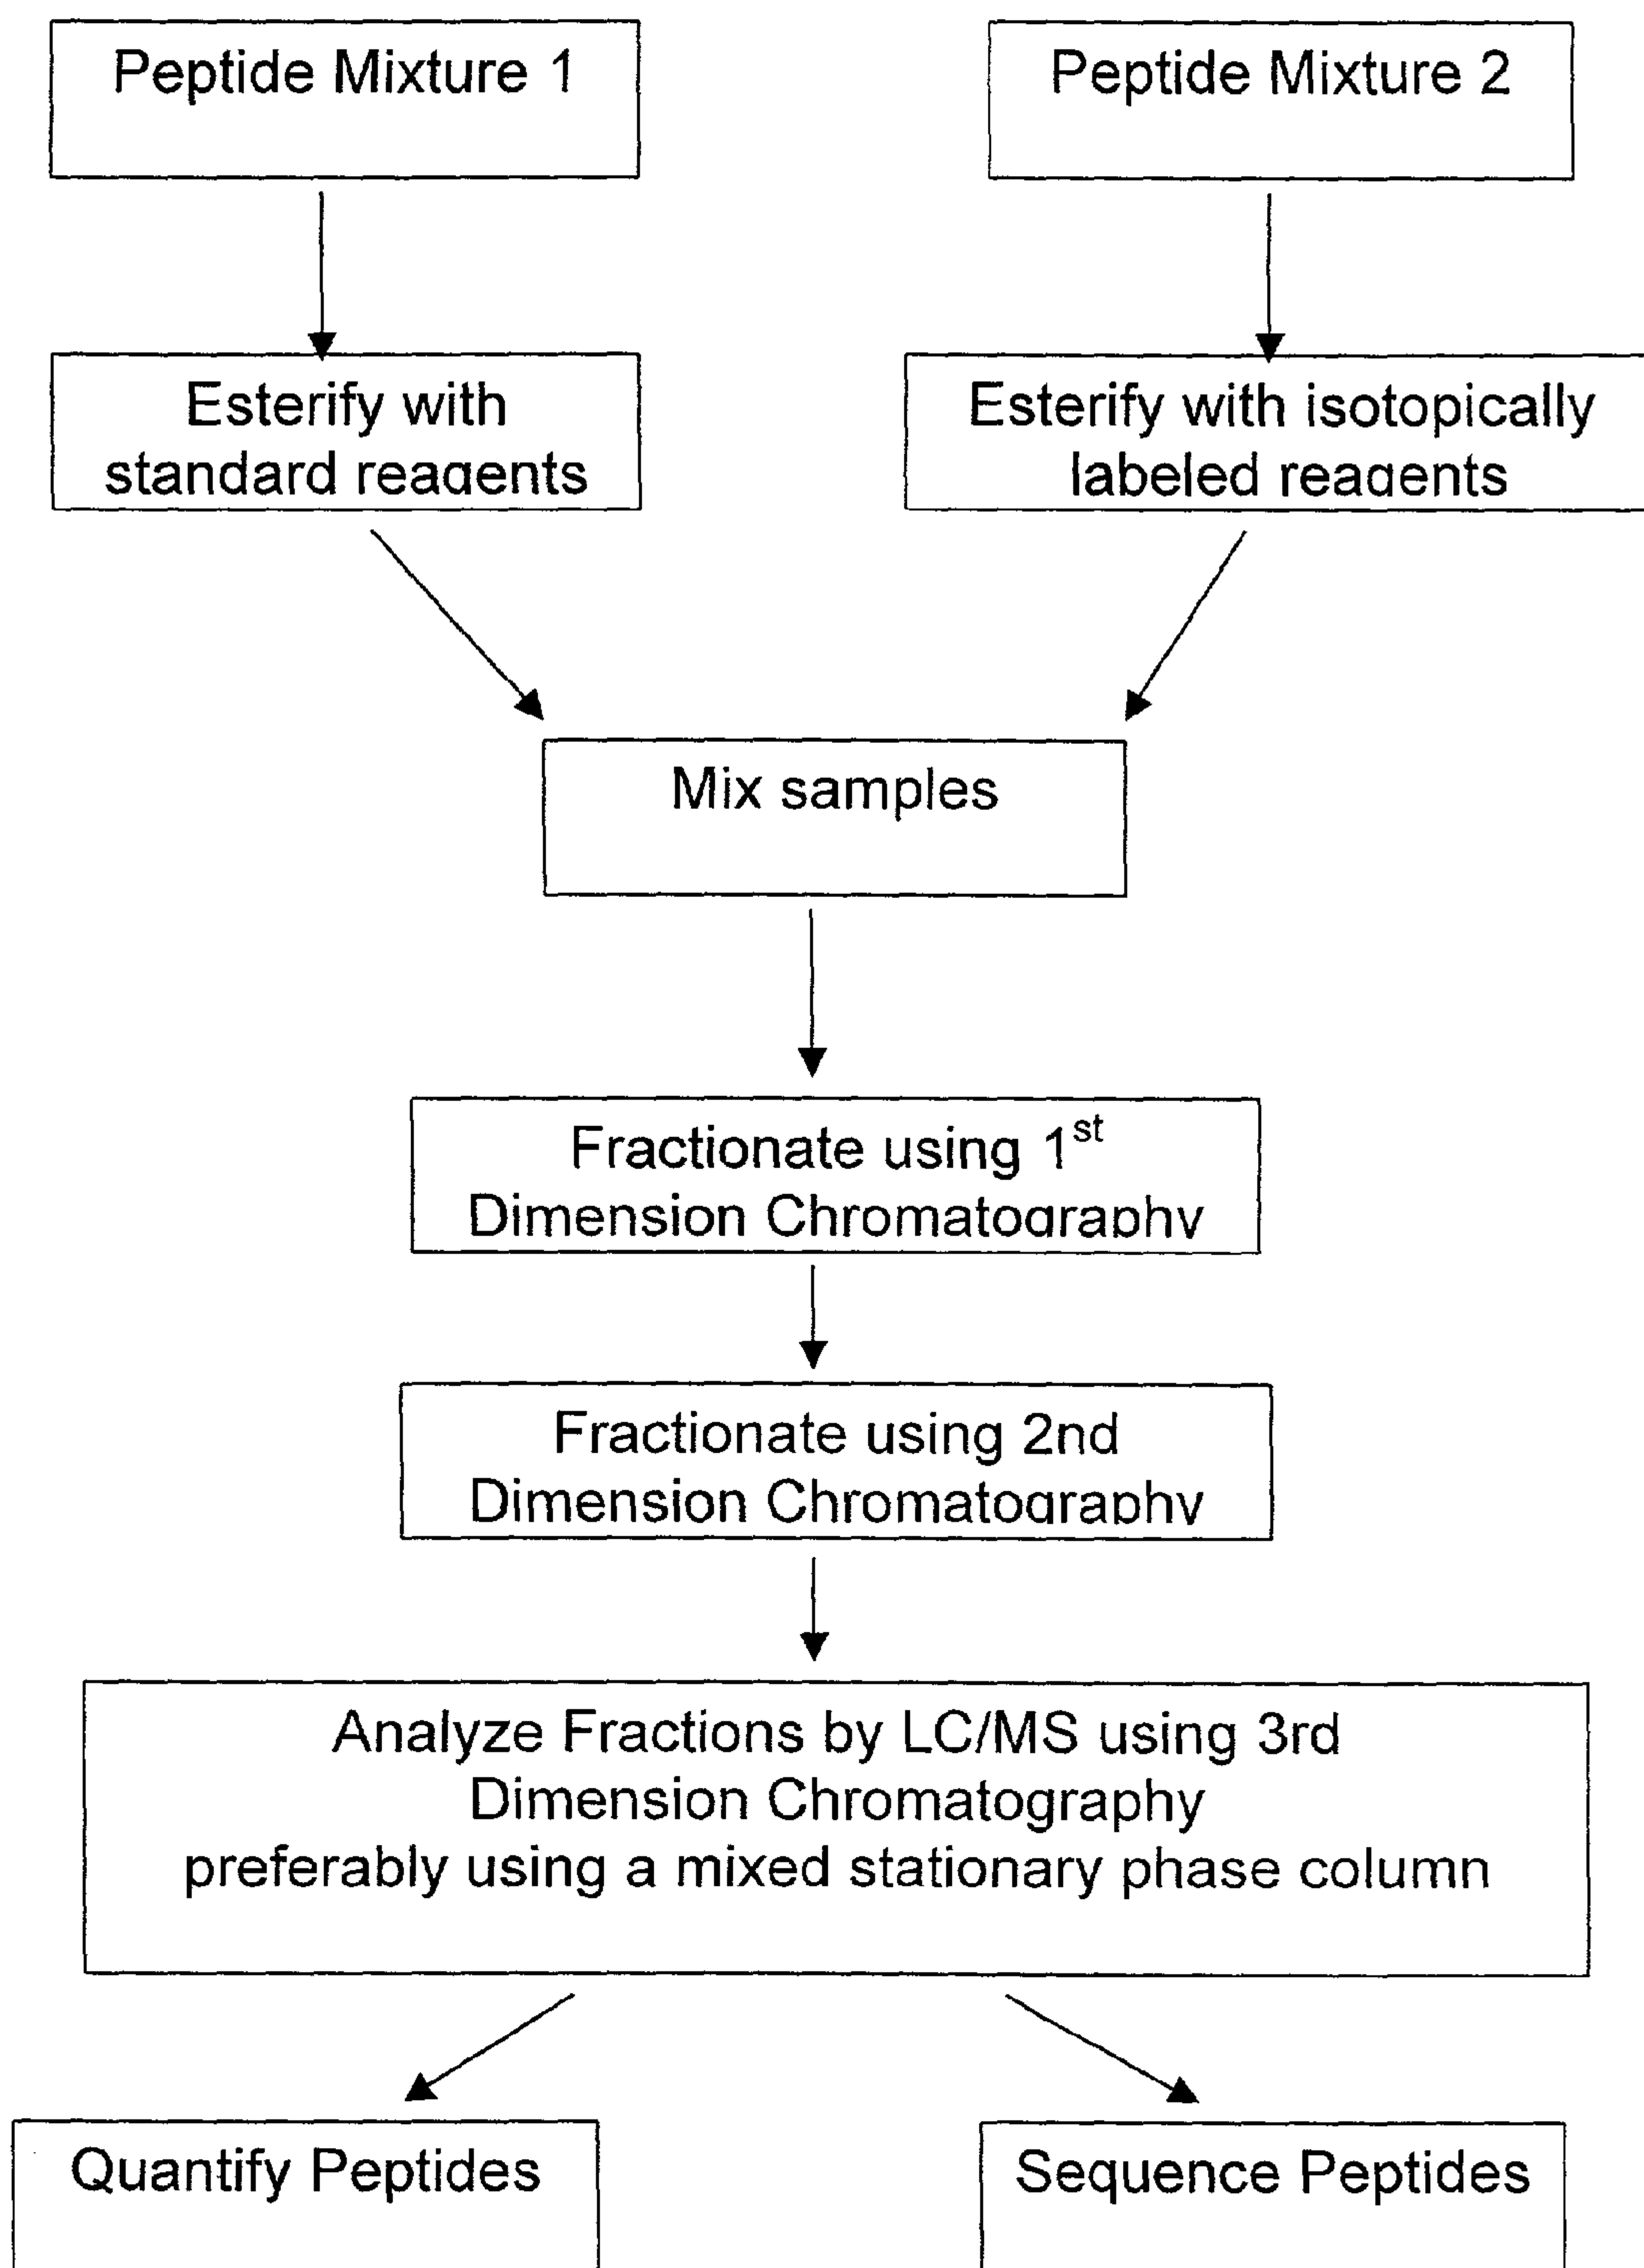 Peptide Mixture 1
Peptide Mixture 2
Esterify with
standard reagents
Esterify with isotopically
labeled reagents
Mix samples
Fractionate using 1st
Dimension Chromatography
Fractionate using 2nd
Dimension Chromatography
Analyze Fractions by LC/MS using 3rd
Dimension Chromatography
preferably using a mixed stationary phase column
Quantify Peptides
Sequence Peptides